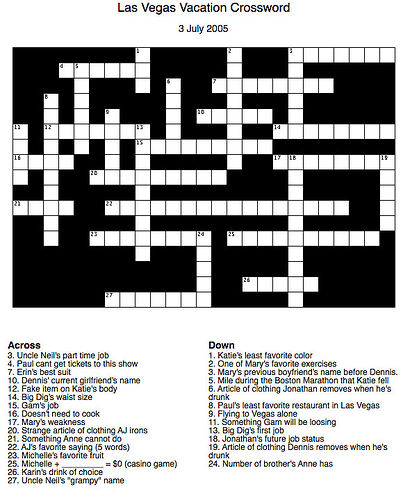 Las Vegas Vacation Crossword
3 July 2005
1
2
3
4
5
6
7
8
9
10
11
12
13
14
15
16
17
18
19
20
21
22
23
24
25
26
27
Across
3. Uncle Neil's part time job
4. Paul cant get tickets to this show
7. Erin's best suit
10. Dennis' current girlfriend's name
12. Fake item on Katie's body
14. Big Dig's waist size
15. Gam's job
16. Doesn't need to cook
17. Mary's weakness
20. Strange article of clothing AJ irons
21. Something Anne cannot do
22. AJ's favorite saying (5 words)
23. Michelle's favorite fruit
25. Michelle + _________ = $0 (casino game)
26. Karin's drink of choice
27. Uncle Neil's "grampy" name
Down
1. Katie's least favorite color
2. One of Mary's favorite exercises
3. Mary's previous boyfriend's name before Dennis.
5. Mile during the Boston Marathon that Katie fell
6. Article of clothing Jonathan removes when he's
drunk
8. Paul's least favorite restaurant in Las Vegas
9. Flying to Vegas alone
11. Something Gam will be loosing
13. Big Dig's first job
18. Jonathan's future job status
19. Article of clothing Dennis removes when he's
drunk
24. Number of brother's Anne has